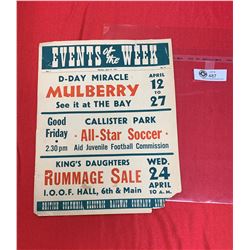 EVENTS of the WEEK
D-DAY MIRACLE
MULBERRY
See it at THE BAY
APRIL
12
TO
27
Good
Friday
2.30 pm
CALLISTER PARK
All-Star Soccer
Aid Juvenile Football Commission
KING'S DAUGHTERS
RUMMAGE SALE
I.O.O.F. HALL, 6th & Main
WED.
24
APRIL
10 A.M.
BRITISH COLUMBIA ELECTRIC RAILWAY COMPANY